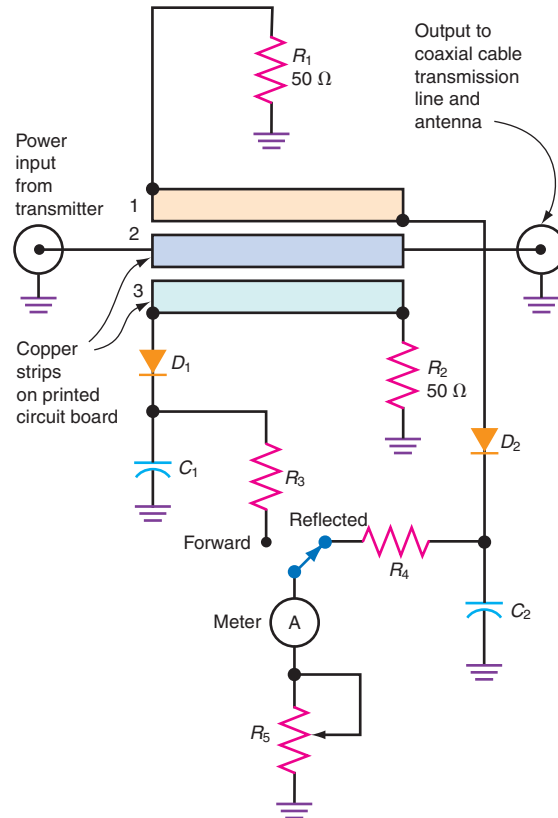 R1
50 Ω
Output to
coaxial cable
transmission
line and
antenna
Power
input
from
transmitter
1
2
3
Copper
strips
on printed
circuit board
D1
R2
50 Ω
D2
C1
R3
Reflected
Forward
R4
C2
Meter
A
R5